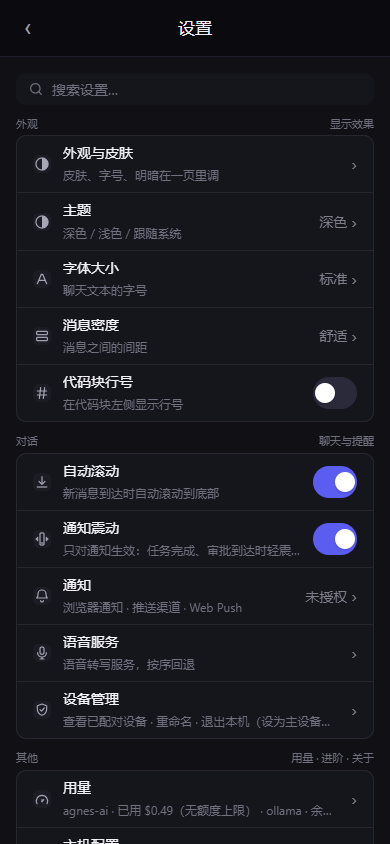 设置
搜索设置...
外观 显示效果
外观与皮肤
皮肤、字号、明暗在一页里调
主题
深色 / 浅色 / 跟随系统
深色
字体大小
聊天文本的字号
标准
消息密度
消息之间的间距
舒适
代码块行号
在代码块左侧显示行号
对话 聊天与提醒
自动滚动
新消息到达时自动滚动到底部
通知震动
只对通知生效：任务完成、审批到达时轻震...
通知
浏览器通知 · 推送渠道 · Web Push
未授权
语音服务
语音转写服务，按序回退
设备管理
查看已配对设备 · 重命名 · 退出本机（设为主设备...
其他 用量 · 进阶 · 关于
用量
agnes-ai · 已用 $0.49（无额度上限） · ollama · 余...
主机配置